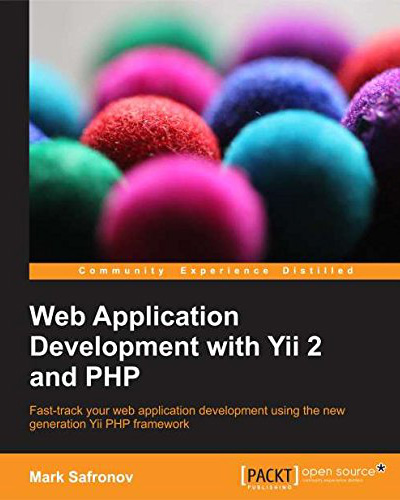 Community Experience Distilled
Web Application
Development with Yii 2
and PHP
Fast-track your web application development using the new
generation Yii PHP framework
Mark Safronov
[PACKT]
PUBLISHING
open source*
community experience distilled